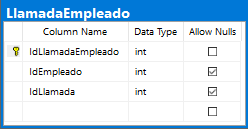 LlamadaEmpleado
Column Name Data Type Allow Nulls
IdLlamadaEmpleado int
IdEmpleado int
IdLlamada int